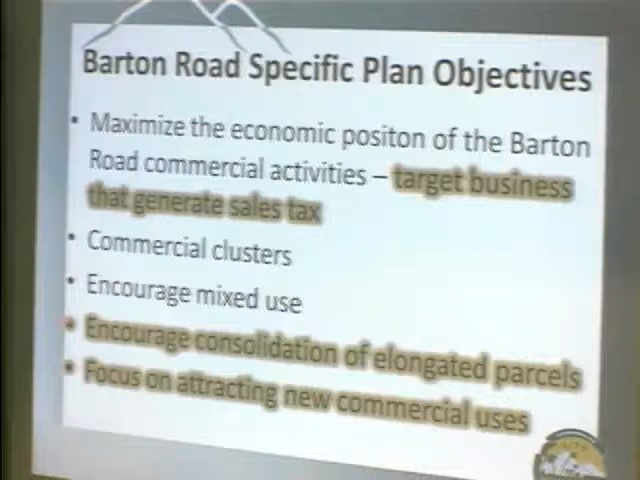 Barton Road Specific Plan Objectives
• Maximize the economic positon of the Barton
Road commercial activities – target business
that generate sales tax
• Commercial clusters
• Encourage mixed use
• Encourage consolidation of elongated parcels
• Focus on attracting new commercial uses